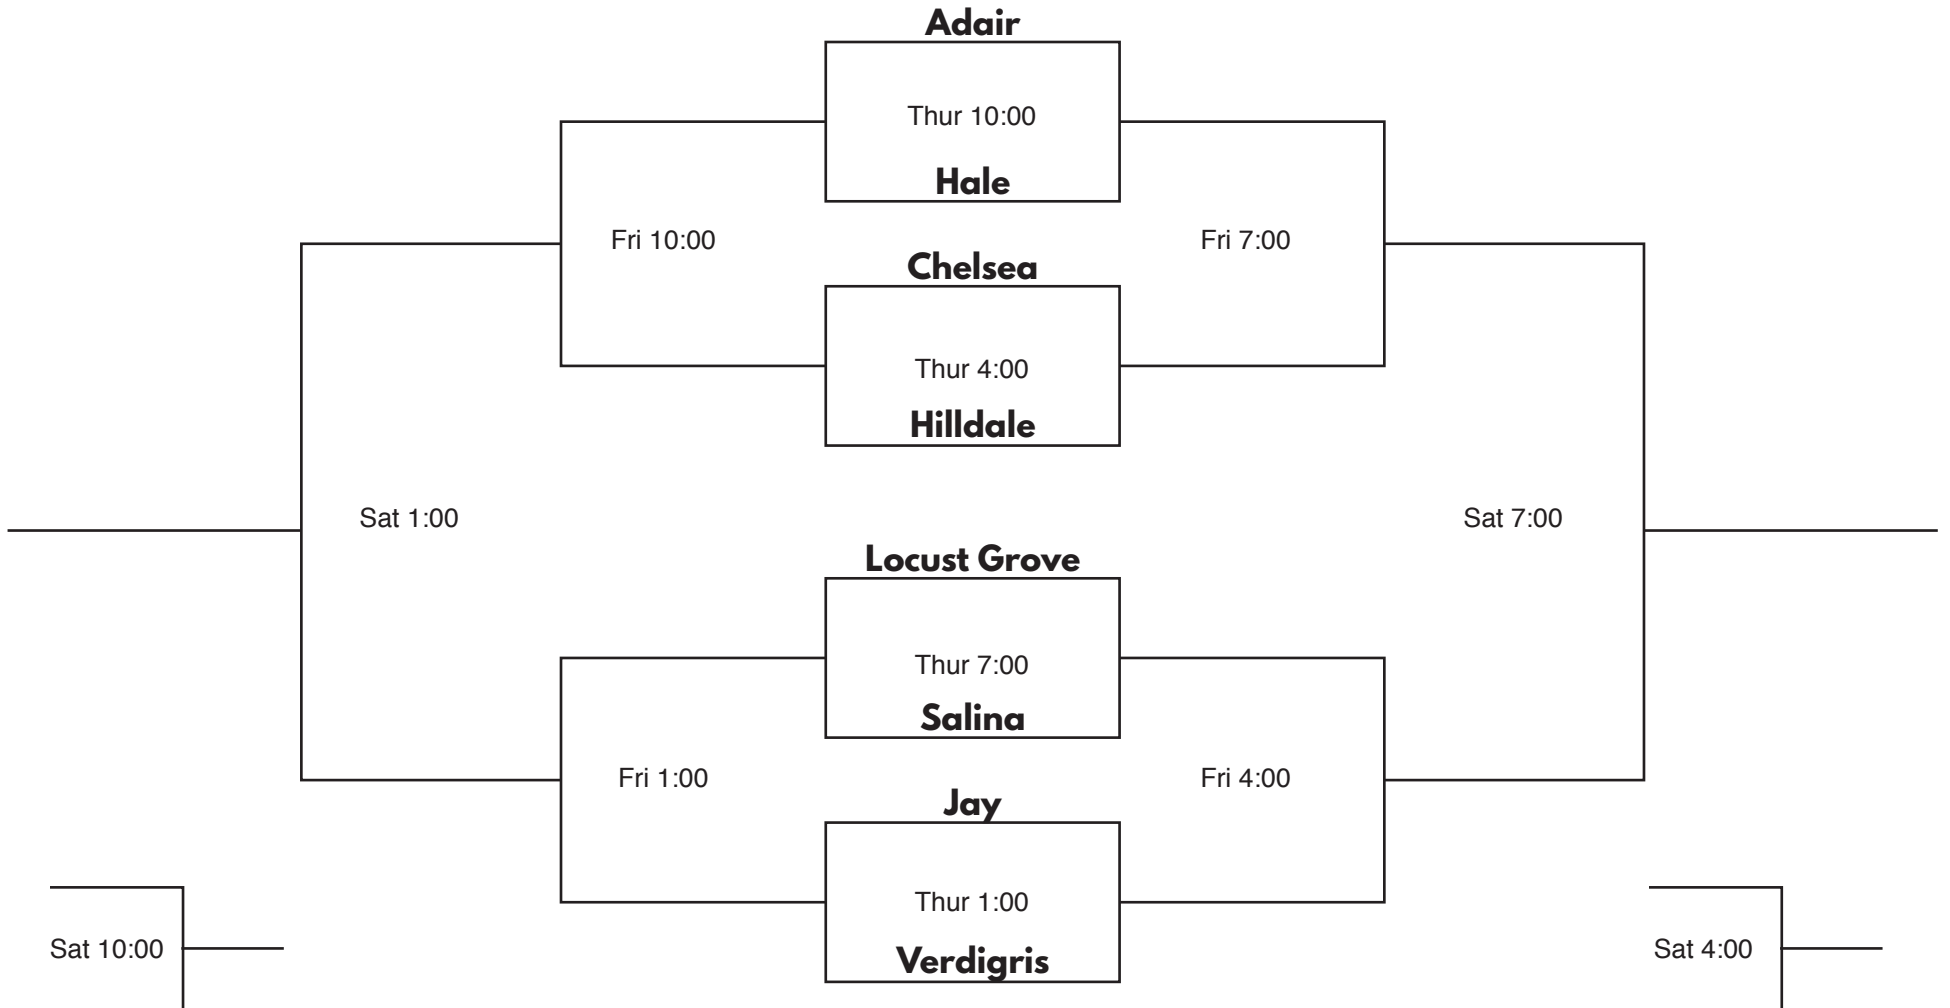 Adair
Thur 10:00
Hale
Fri 10:00
Fri 7:00
Chelsea
Thur 4:00
Hilldale
Sat 1:00
Sat 7:00
Locust Grove
Thur 7:00
Salina
Fri 1:00
Fri 4:00
Jay
Thur 1:00
Verdigris
Sat 10:00
Sat 4:00